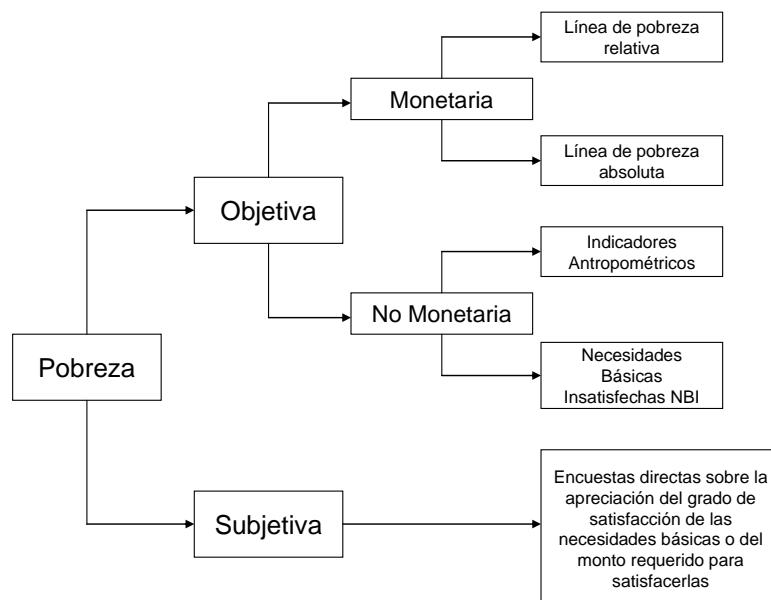 Línea de pobreza
relativa
Monetaria
Línea de pobreza
absoluta
Objetiva
Indicadores
Antropométricos
No Monetaria
Necesidades
Básicas
Insatisfechas NBI
Pobreza
Subjetiva
Encuestas directas sobre la
apreciación del grado de
satisfacción de las
necesidades básicas o del
monto requerido para
satisfacerlas